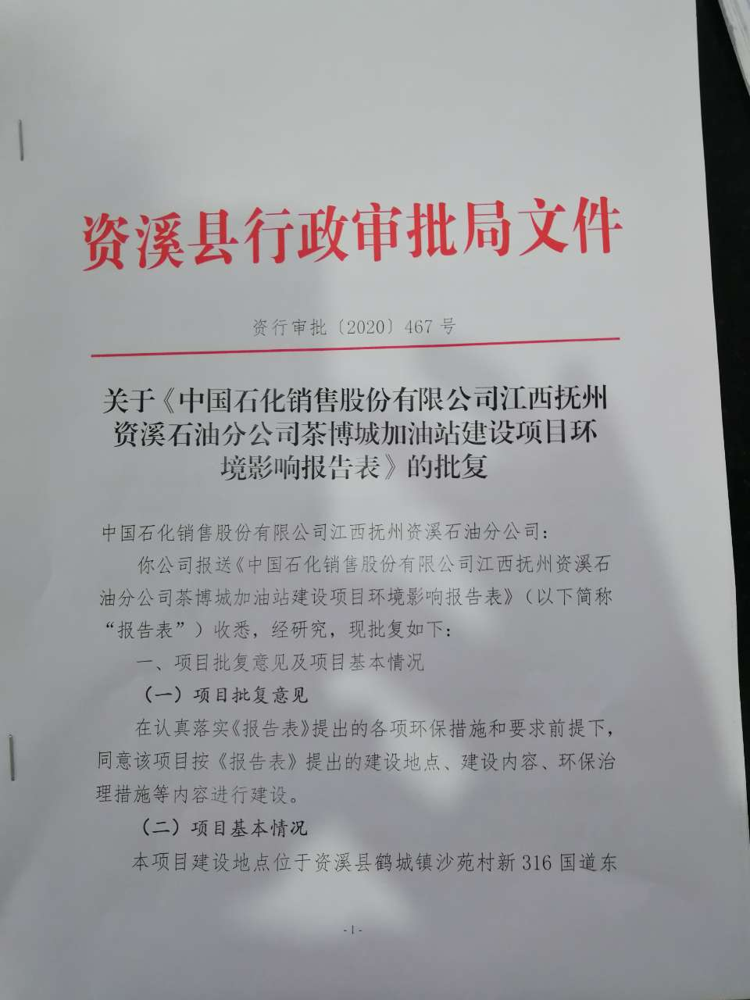 资溪县行政审批局文件
资行审批〔2020〕467号
关于《中国石化销售股份有限公司江西抚州
资溪石油分公司茶博城加油站建设项目环
境影响报告表》的批复
中国石化销售股份有限公司江西抚州资溪石油分公司：
你公司报送《中国石化销售股份有限公司江西抚州资溪石
油分公司茶博城加油站建设项目环境影响报告表》（以下简称
“报告表”）收悉，经研究，现批复如下：
一、项目批复意见及项目基本情况
（一）项目批复意见
在认真落实《报告表》提出的各项环保措施和要求前提下，
同意该项目按《报告表》提出的建设地点、建设内容、环保治
理措施等内容进行建设。
（二）项目基本情况
本项目建设地点位于资溪县鹤城镇沙苑村新316国道东
- 1 -